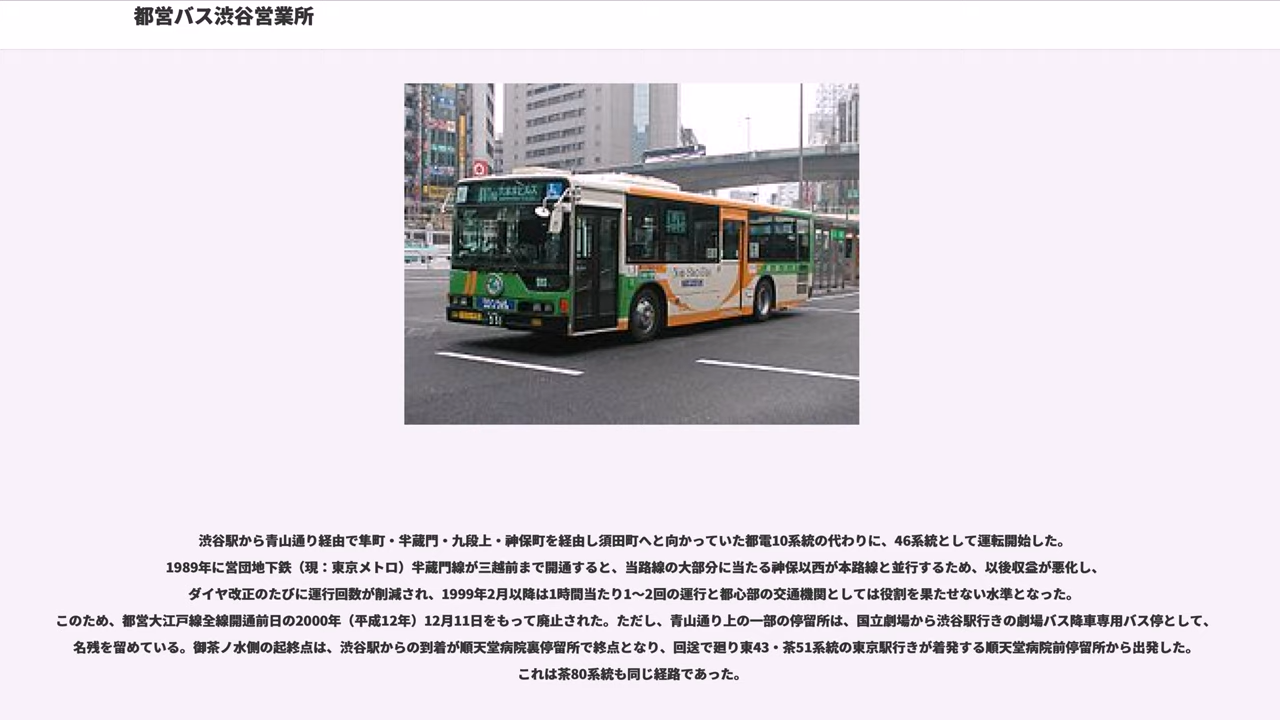 都営バス渋谷営業所
六本木ヒルズ
Non-Step Bus
渋谷駅から青山通り経由で隼町・半蔵門・九段上・神保町を経由し須田町へと向かっていた都電10系統の代わりに、46系統として運転開始した。
1989年に営団地下鉄（現：東京メトロ）半蔵門線が三越前まで開通すると、当路線の大部分に当たる神保以西が本路線と並行するため、以後収益が悪化し、
ダイヤ改正のたびに運行回数が削減され、1999年2月以降は1時間当たり1〜2回の運行と都心部の交通機関としては役割を果たせない水準となった。
このため、都営大江戸線全線開通前日の2000年（平成12年）12月11日をもって廃止された。ただし、青山通り上の一部の停留所は、国立劇場から渋谷駅行きの劇場バス降車専用バス停として、
名残を留めている。御茶ノ水側の起終点は、渋谷駅からの到着が順天堂病院裏停留所で終点となり、回送で廻り東43・茶51系統の東京駅行きが着発する順天堂病院前停留所から出発した。
これは茶80系統も同じ経路であった。